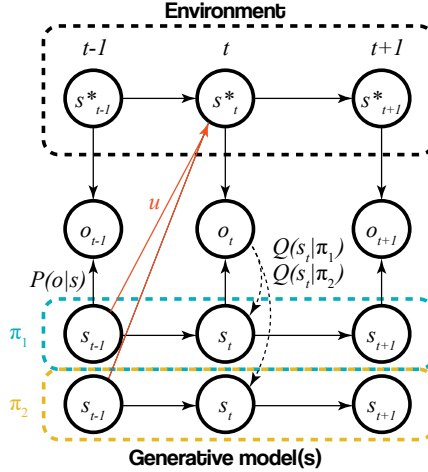 Environment
t-1 t t+1
s*t-1 s*t s*t+1
u
ot-1 ot ot+1
Q(st|π1)
Q(st|π2)
P(o|s)
π1 st-1 st st+1
π2 st-1 st st+1
Generative model(s)